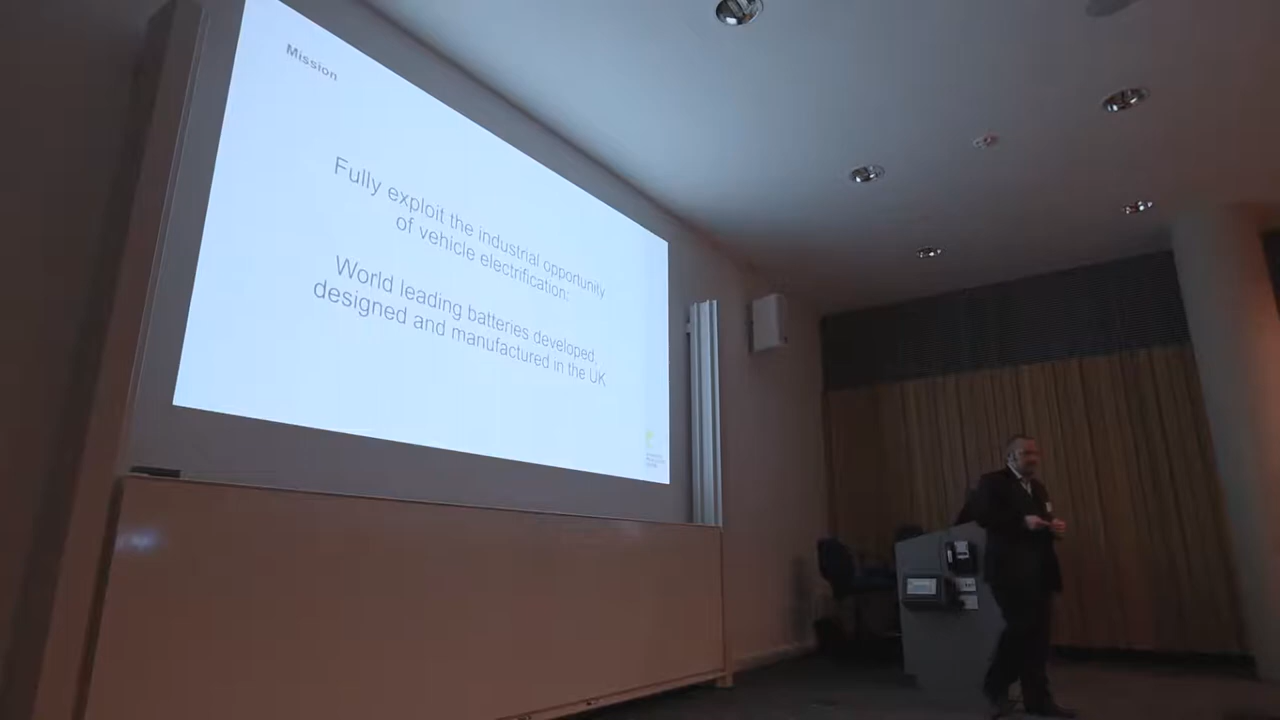 Mission
Fully exploit the industrial opportunity
of vehicle electrification:
World leading batteries developed,
designed and manufactured in the UK